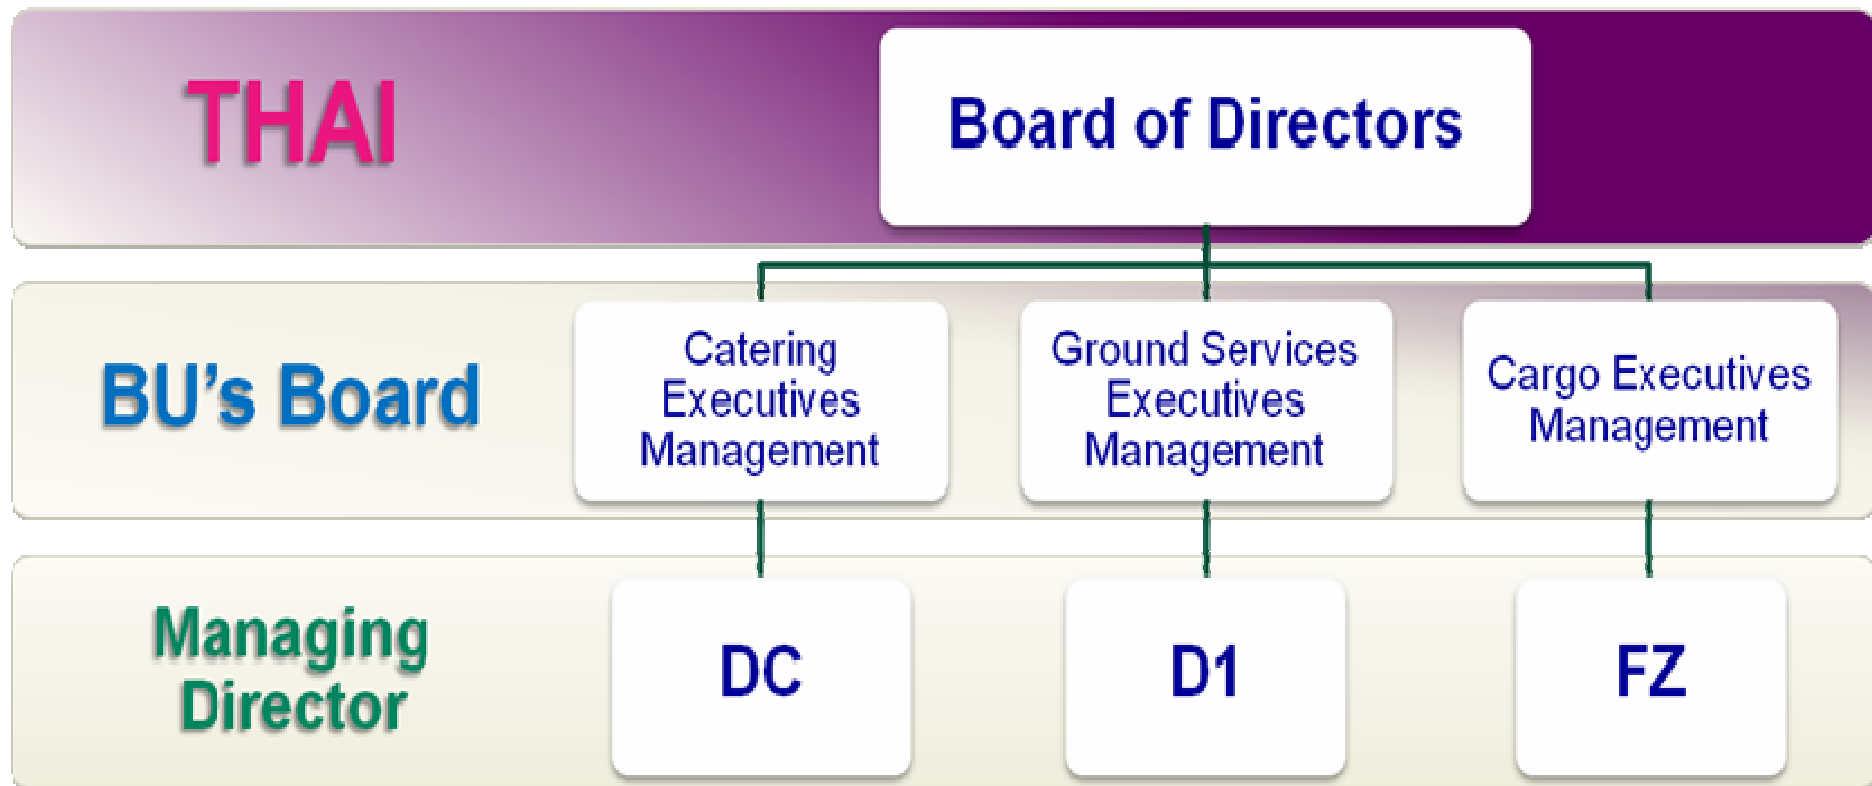 THAI
Board of Directors
BU's Board
Catering
Executives
Management
Ground Services
Executives
Management
Cargo Executives
Management
Managing
Director
DC
D1
FZ